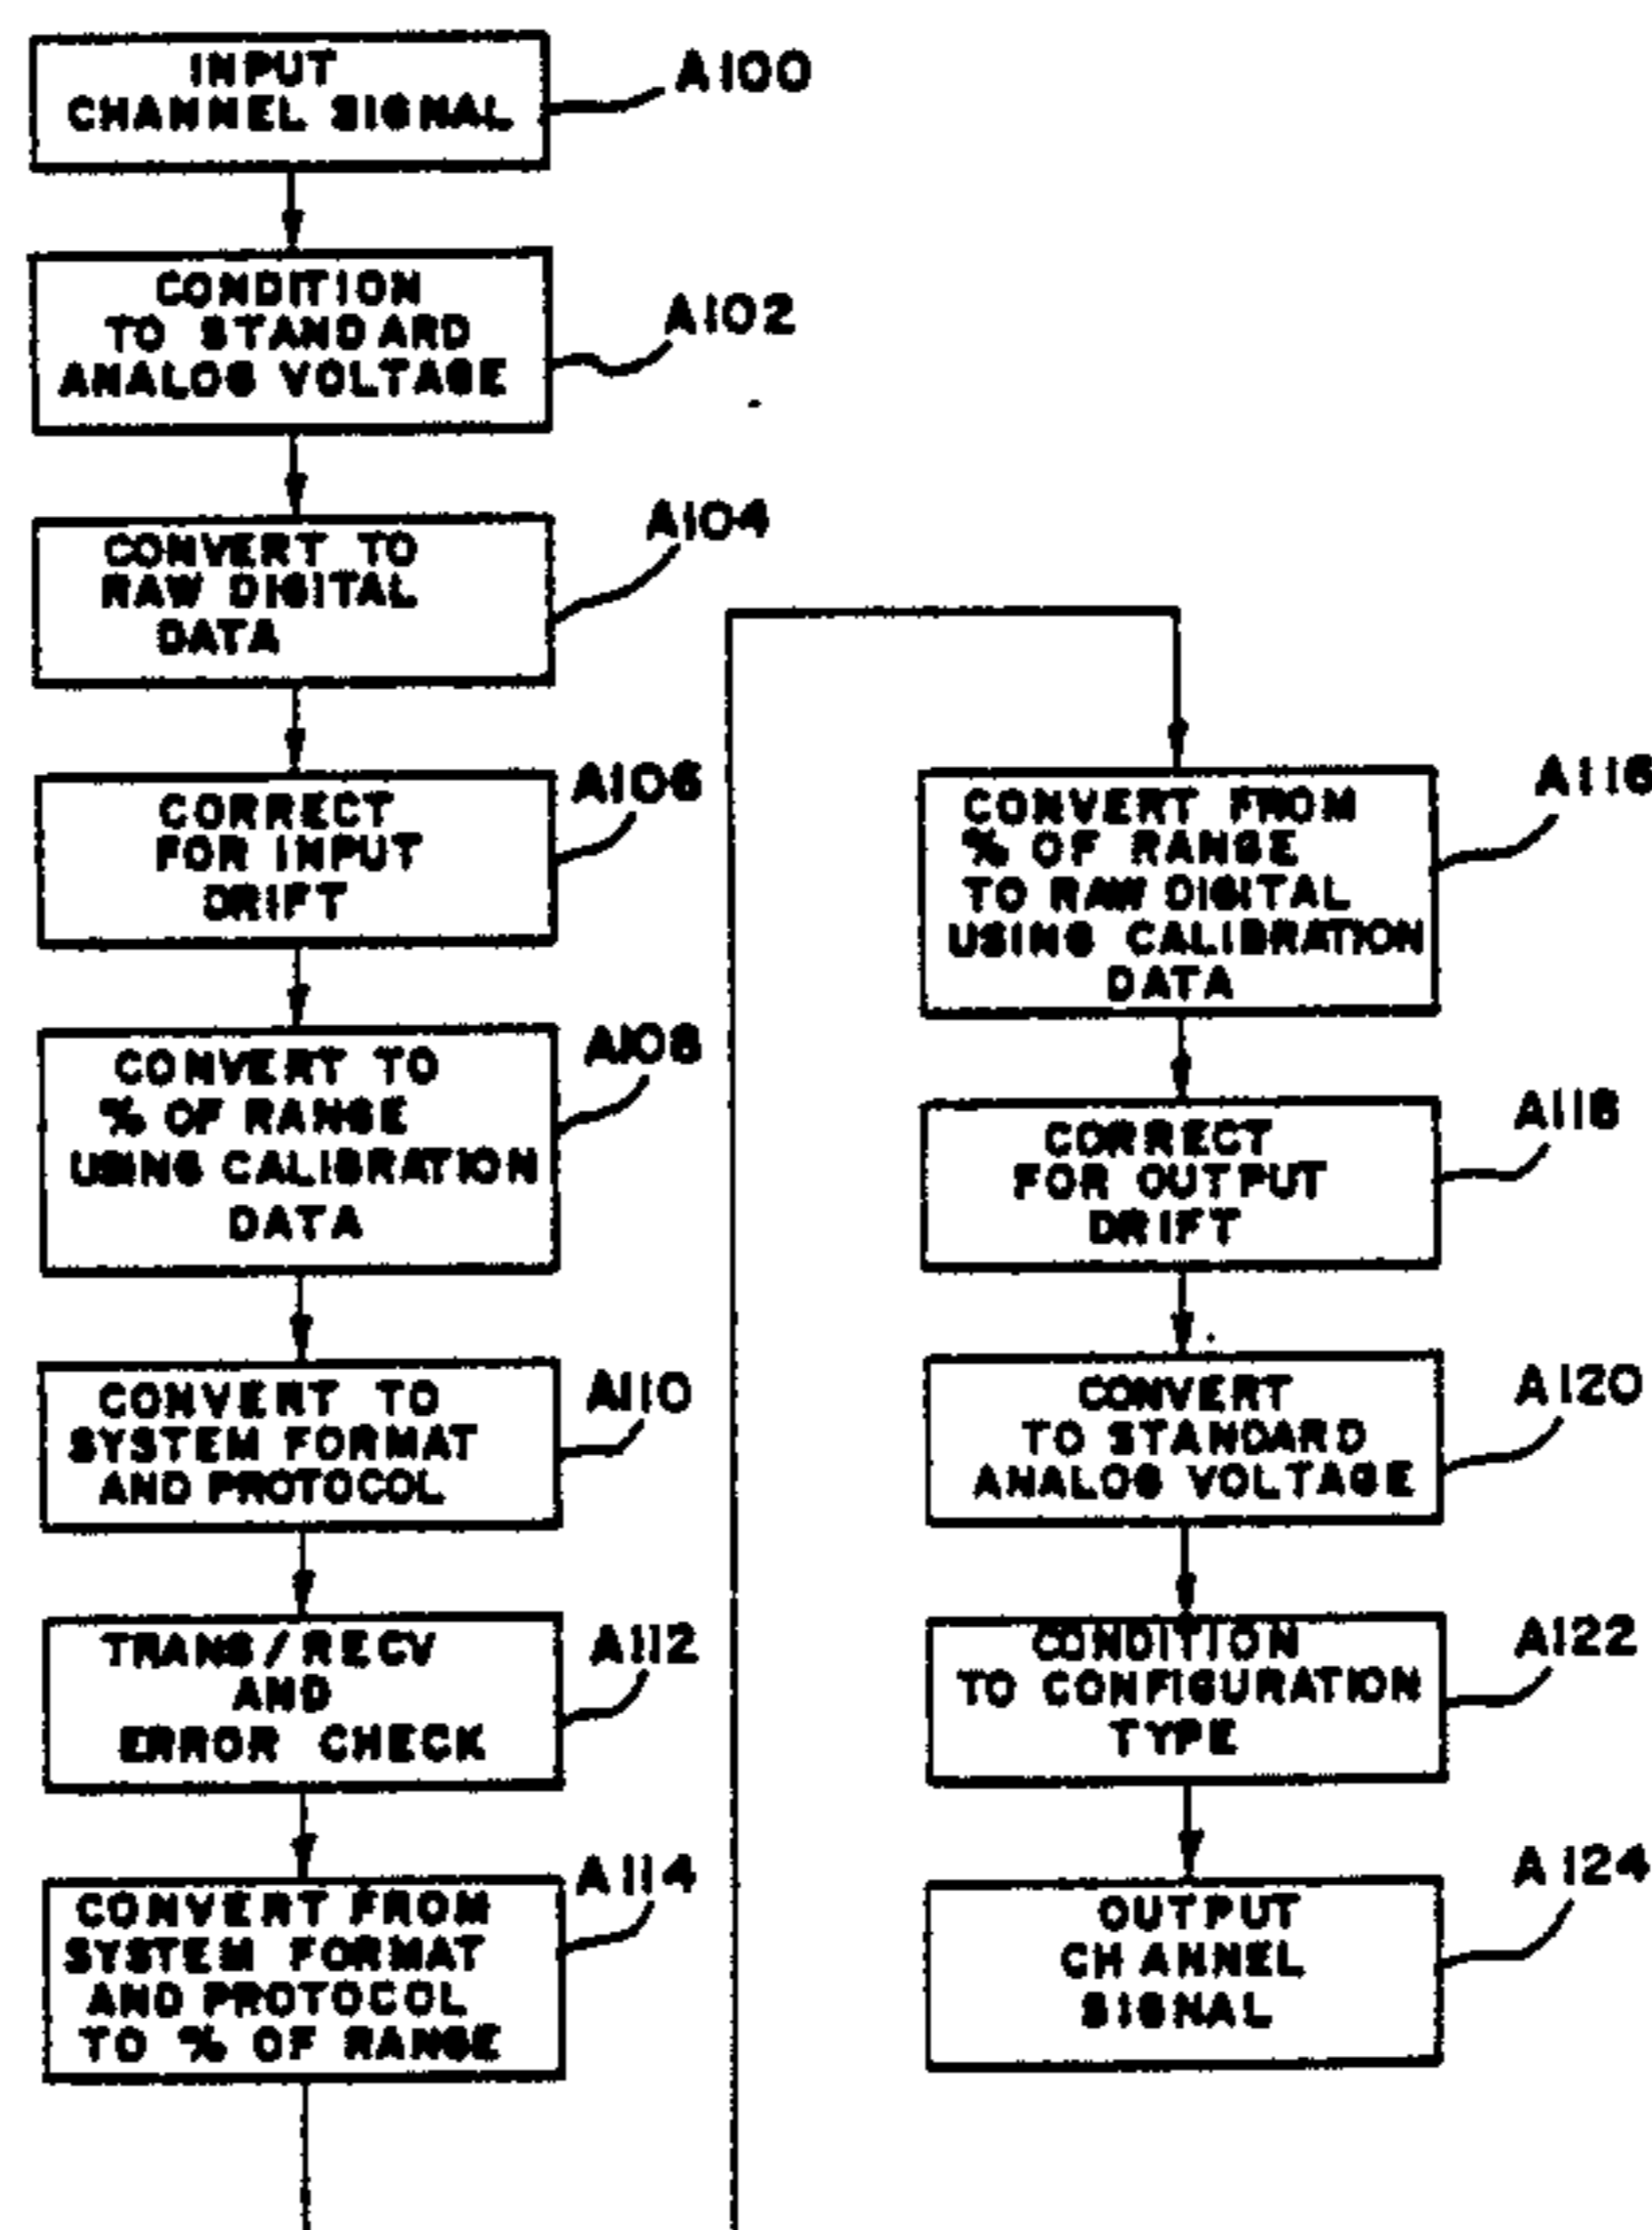 INPUT
CHANNEL SIGNAL
A100
CONDITION
TO STANDARD
ANALOG VOLTAGE
A102
CONVERT TO
RAW DIGITAL
DATA
A104
CORRECT
FOR INPUT
DRIFT
A106
CONVERT TO
% OF RANGE
USING CALIBRATION
DATA
A108
CONVERT TO
SYSTEM FORMAT
AND PROTOCOL
A110
TRANS/RECV
AND
ERROR CHECK
A112
CONVERT FROM
SYSTEM FORMAT
AND PROTOCOL
TO % OF RANGE
A114
CONVERT FROM
% OF RANGE
TO RAW DIGITAL
USING CALIBRATION
DATA
A116
CORRECT
FOR OUTPUT
DRIFT
A118
CONVERT
TO STANDARD
ANALOG VOLTAGE
A120
CONDITION
TO CONFIGURATION
TYPE
A122
OUTPUT
CHANNEL
SIGNAL
A124